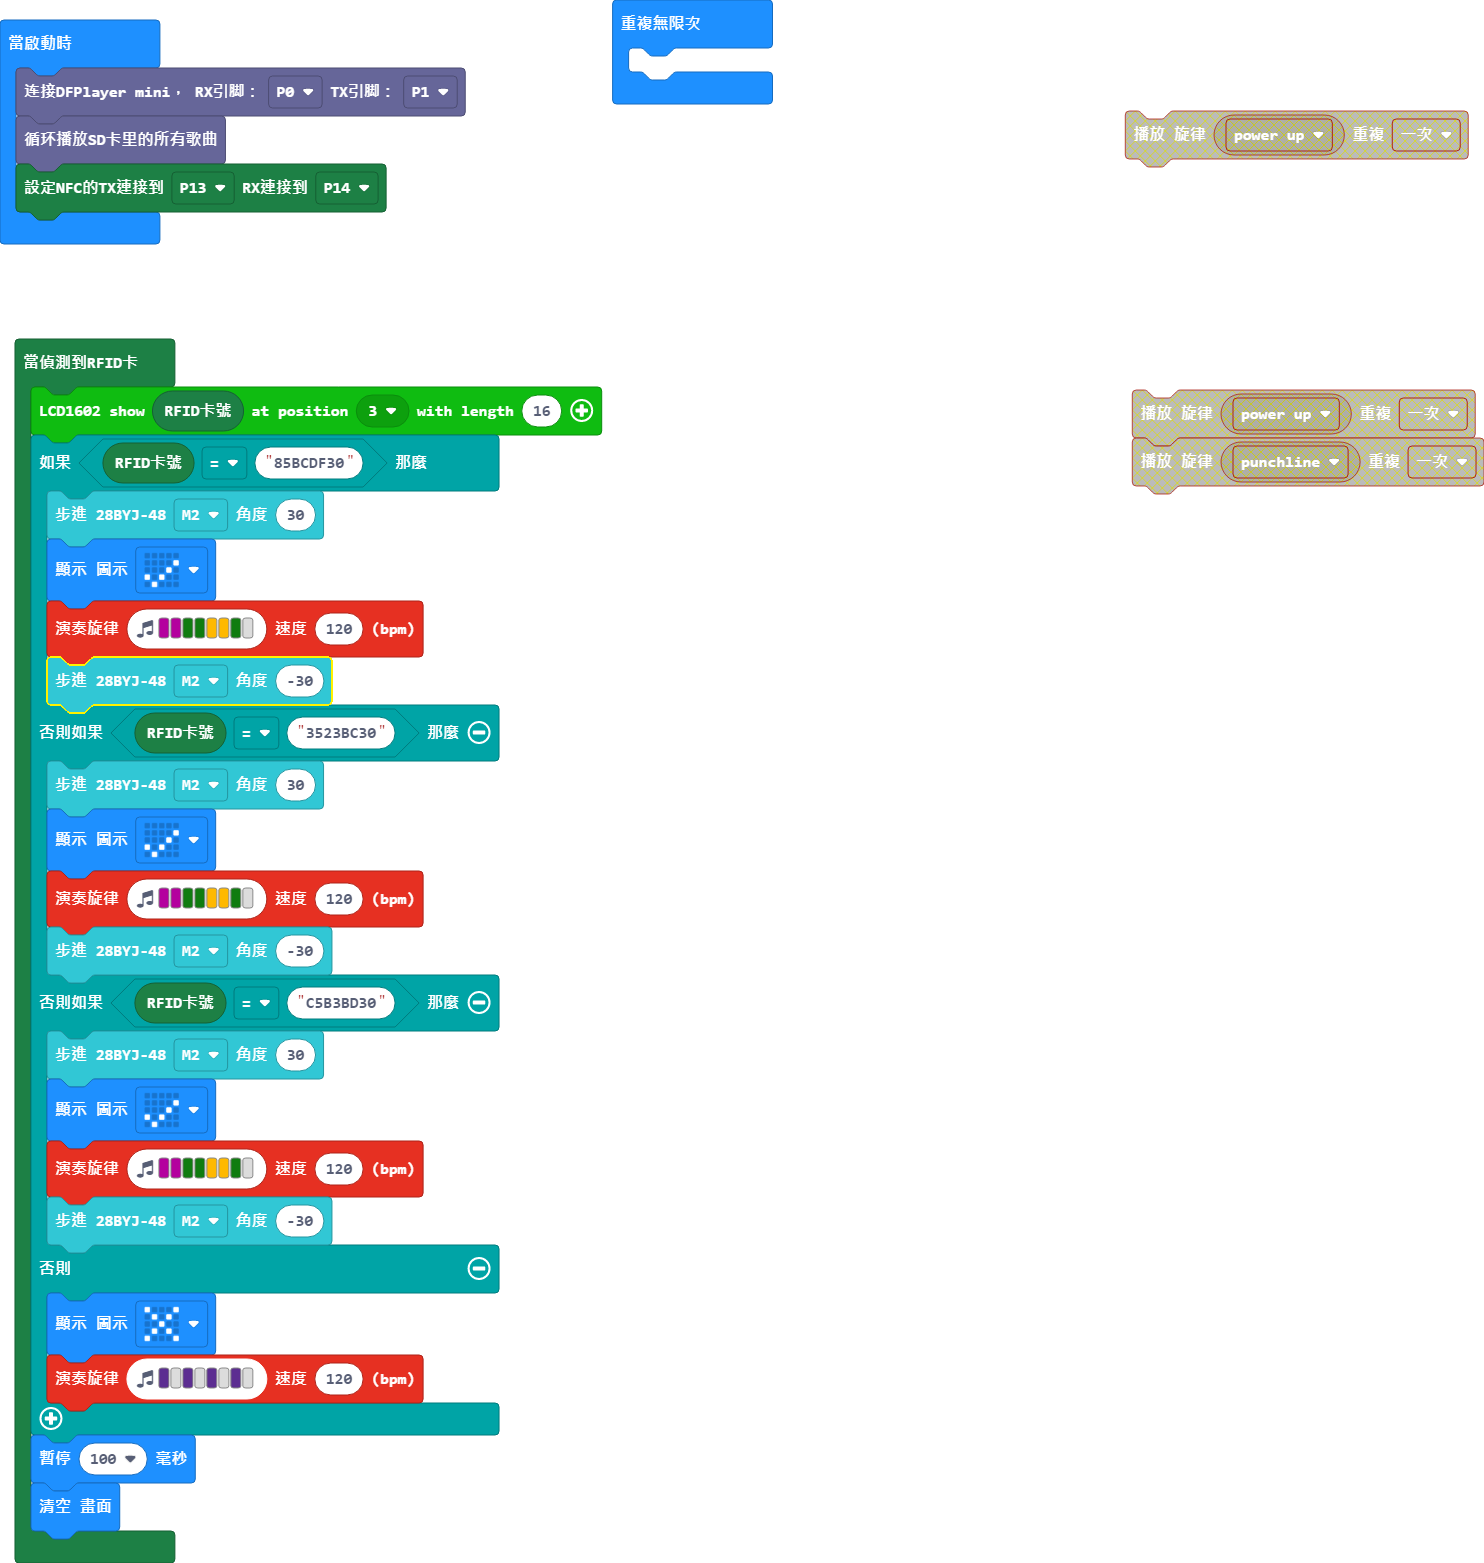 當啟動時
连接DFPlayer mini， RX引脚： P0 TX引脚： P1
循环播放SD卡里的所有歌曲
設定NFC的TX連接到 P13 RX連接到 P14
重複無限次
播放 旋律 power up 重複 一次
當偵測到RFID卡
LCD1602 show RFID卡號 at position 3 with length 16
如果 RFID卡號 = "85BCDF30" 那麼
步進 28BYJ-48 M2 角度 30
顯示 圖示
演奏旋律 速度 120 (bpm)
步進 28BYJ-48 M2 角度 -30
否則如果 RFID卡號 = "3523BC30" 那麼
步進 28BYJ-48 M2 角度 30
顯示 圖示
演奏旋律 速度 120 (bpm)
步進 28BYJ-48 M2 角度 -30
否則如果 RFID卡號 = "C5B3BD30" 那麼
步進 28BYJ-48 M2 角度 30
顯示 圖示
演奏旋律 速度 120 (bpm)
步進 28BYJ-48 M2 角度 -30
否則
顯示 圖示
演奏旋律 速度 120 (bpm)
暫停 100 毫秒
清空 畫面
播放 旋律 power up 重複 一次
播放 旋律 punchline 重複 一次